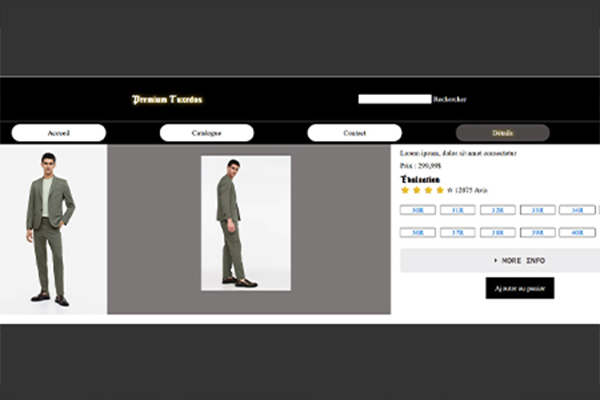 Premium Tuxedos
Rechercher
Accueil
Catalogue
Contact
Détails
Lorem ipsum, dolor sit amet consectetur
Prix : 299,99$
Évaluation
12875 Avis
30R 31R 32R 33R 34R
36R 37R 38R 39R 40R
MORE INFO
Ajouter au panier